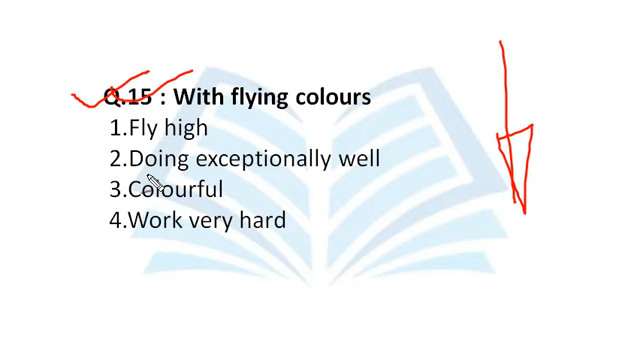 Q.15 : With flying colours
1.Fly high
2.Doing exceptionally well
3.Colourful
4.Work very hard